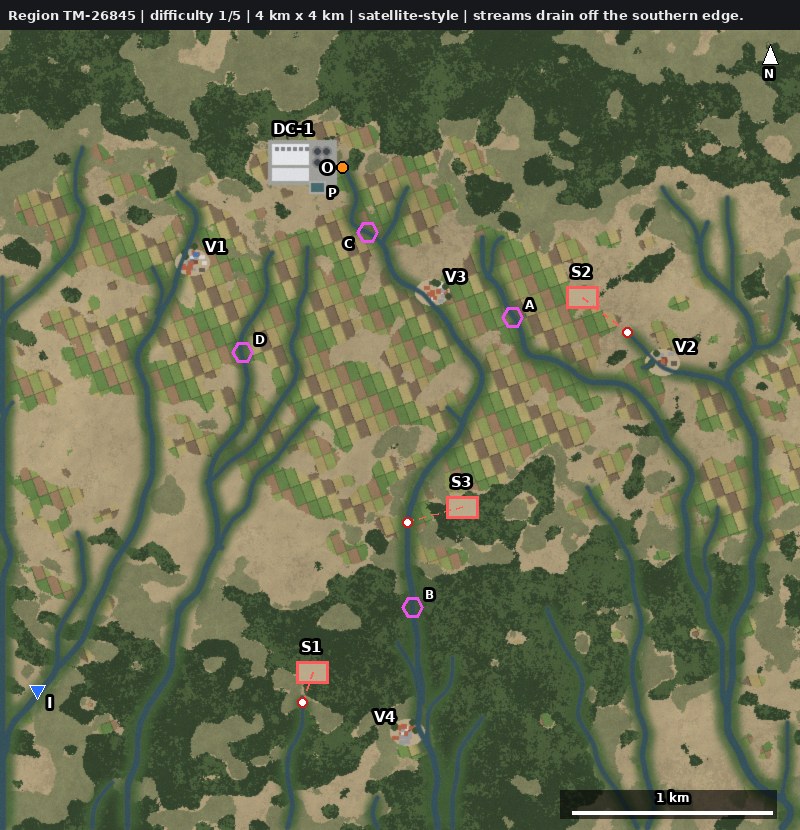 Region TM-26845 | difficulty 1/5 | 4 km x 4 km | satellite-style | streams drain off the southern edge.
N
DC-1
O
P
C
V1
V3
S2
A
D
V2
S3
B
S1
I
V4
1 km